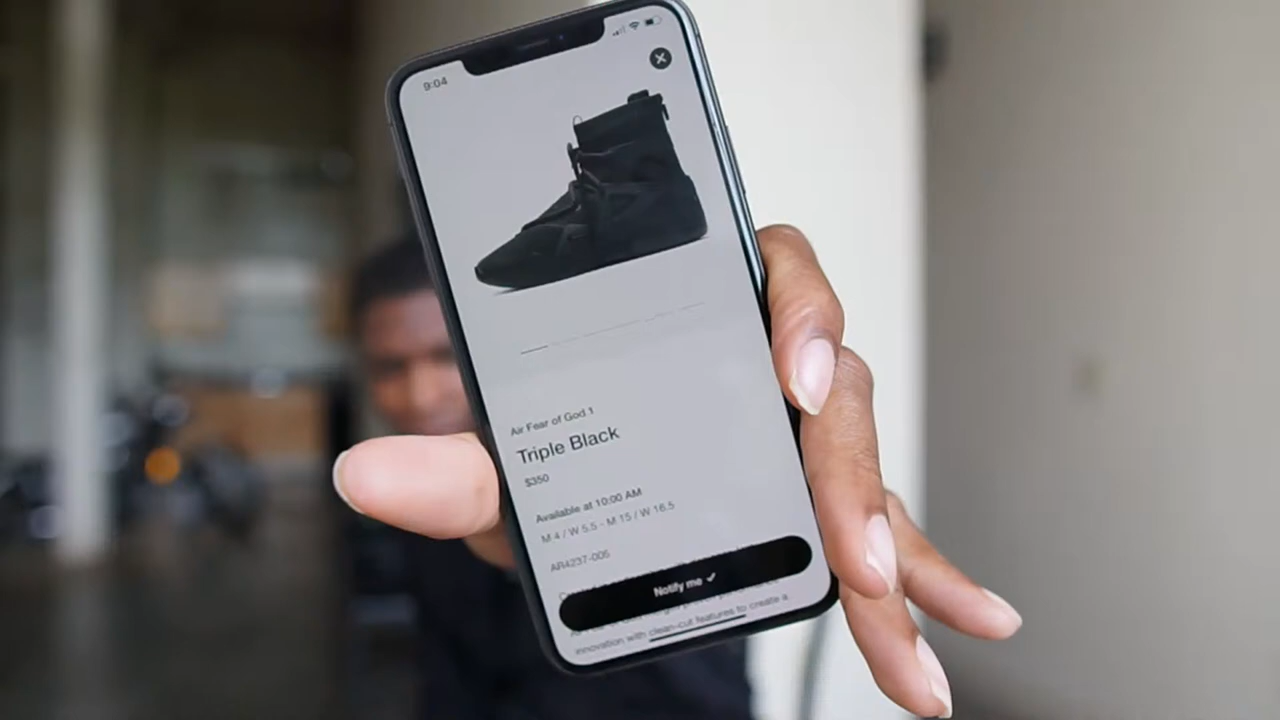 9:04
Air Fear of God 1
Triple Black
$350
Available at 10:00 AM
M 4 / W 5.5 - M 15 / W 16.5
AR4237-005
Notify me ✓
innovation with clean-cut features to create a